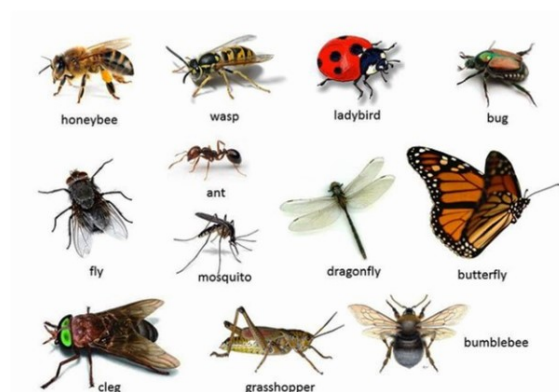 honeybee
wasp
ladybird
bug
ant
fly
mosquito
dragonfly
butterfly
bumblebee
cleg
grasshopper